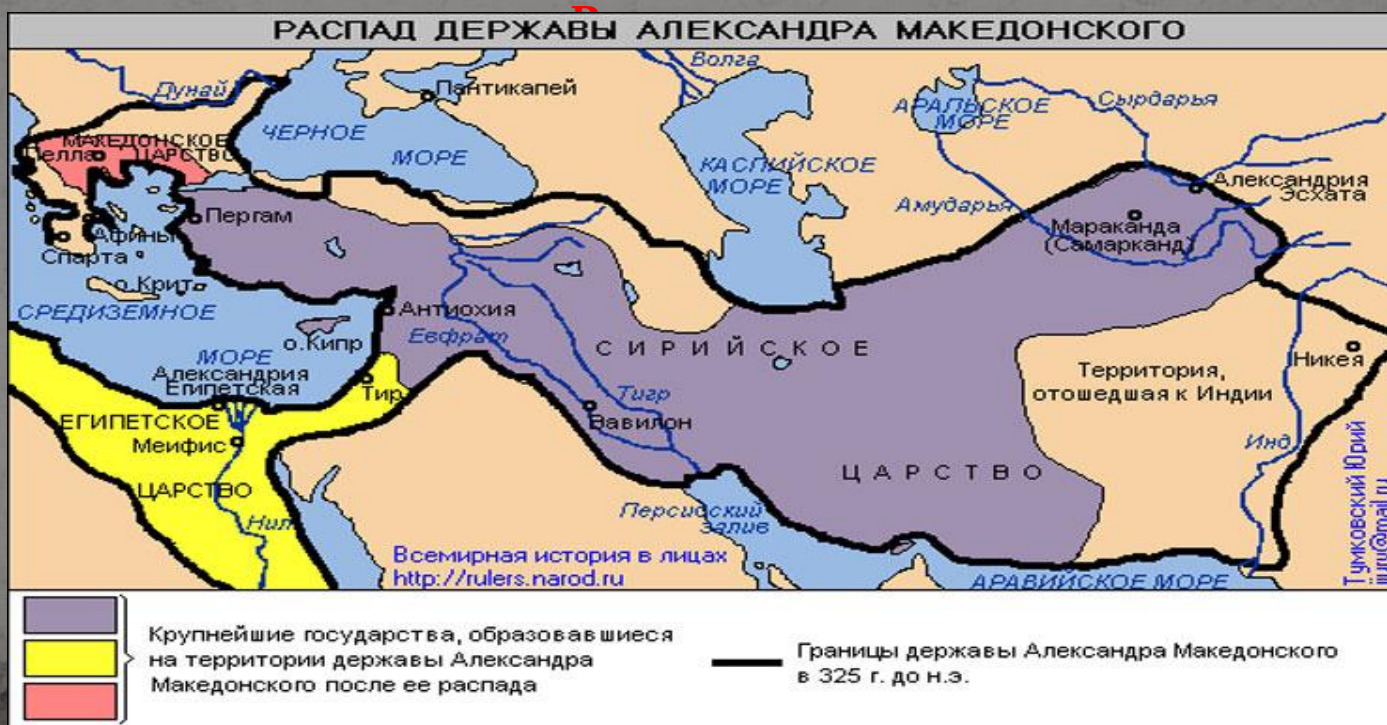 РАСПАД ДЕРЖАВЫ АЛЕКСАНДРА МАКЕДОНСКОГО
Волга
Дунай
Пантикапей
АРАЛЬСКОЕ
МОРЕ
Сырдарья
ЧЕРНОЕ
МОРЕ
МАКЕДОНСКОЕ
Пелла
ЦАРСТВО
КАСПИЙСКОЕ
МОРЕ
Александрия
Эсхата
Амударья
Мараканда
(Самарканд)
Пергам
Афины
Спарта
о.Крит
СРЕДИЗЕМНОЕ
МОРЕ
Антиохия
Евфрат
о.Кипр
СИРИЙСКОЕ
Никея
Территория,
отошедшая к Индии
Александрия
Египетская
Тир
Тигр
ЕГИПЕТСКОЕ
Вавилон
Меифис
Инд
ЦАРСТВО
ЦАРСТВО
Нил
Персидский
залив
Всемирная история в лицах
http://rulers.narod.ru
АРАВИЙСКОЕ МОРЕ
Тумковский Юрий
Крупнейшие государства, образовавшиеся
на территории державы Александра
Македонского после ее распада
Границы державы Александра Македонского
в 325 г. до н.э.